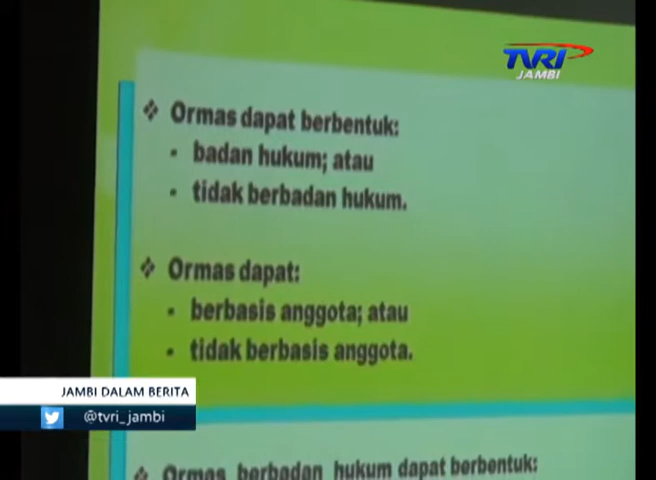 TVRI
JAMBI
❖ Ormas dapat berbentuk:
▪ badan hukum; atau
▪ tidak berbadan hukum.
❖ Ormas dapat:
▪ berbasis anggota; atau
▪ tidak berbasis anggota.
JAMBI DALAM BERITA
@tvri_jambi
❖ Ormas berbadan hukum dapat berbentuk: